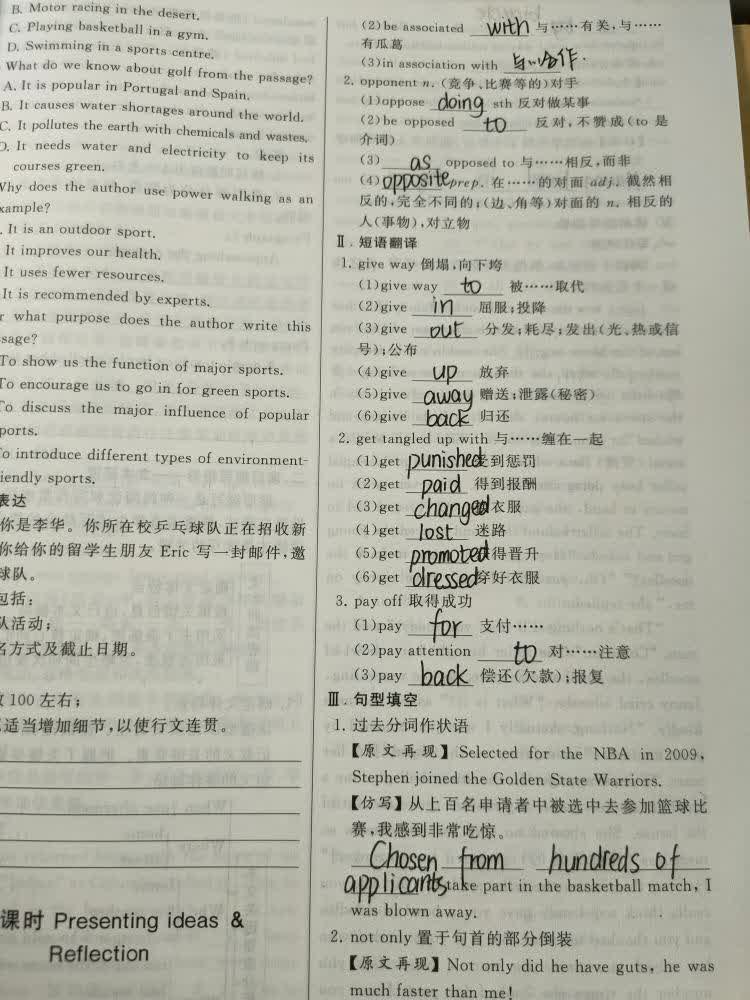 B. Motor racing in the desert.
C. Playing basketball in a gym.
D. Swimming in a sports centre.
What do we know about golf from the passage?
A. It is popular in Portugal and Spain.
B. It causes water shortages around the world.
C. It pollutes the earth with chemicals and wastes.
D. It needs water and electricity to keep its
courses green.
Why does the author use power walking as an
xample?
. It is an outdoor sport.
It improves our health.
It uses fewer resources.
It is recommended by experts.
r what purpose does the author write this
ssage?
To show us the function of major sports.
To encourage us to go in for green sports.
To discuss the major influence of popular
ports.
To introduce different types of environment-
iendly sports.
表达
你是李华。你所在校乒乓球队正在招收新
你给你的留学生朋友 Eric 写一封邮件,邀
球队。
包括:
队活动;
名方式及截止日期。
数 100 左右;
适当增加细节,以使行文连贯。
课时 Presenting ideas &
Reflection
(2)be associated with 与……有关,与……
有瓜葛
(3)in association with 与…合作.
2. opponent n. (竞争、比赛等的)对手
(1)oppose doing sth 反对做某事
(2)be opposed to 反对,不赞成(to 是
介词)
(3) as opposed to 与……相反,而非
(4) opposite prep. 在……的对面 adj. 截然相
反的,完全不同的;(边、角等)对面的 n. 相反的
人(事物),对立物
Ⅱ. 短语翻译
1. give way 倒塌,向下垮
(1)give way to 被……取代
(2)give in 屈服;投降
(3)give out 分发;耗尽;发出(光、热或信
号);公布
(4)give up 放弃
(5)give away 赠送;泄露(秘密)
(6)give back 归还
2. get tangled up with 与……缠在一起
(1)get punished 受到惩罚
(2)get paid 得到报酬
(3)get changed 衣服
(4)get lost 迷路
(5)get promoted 获得晋升
(6)get dressed 穿好衣服
3. pay off 取得成功
(1)pay for 支付……
(2)pay attention to 对……注意
(3)pay back 偿还(欠款);报复
Ⅲ. 句型填空
1. 过去分词作状语
【原文再现】Selected for the NBA in 2009,
Stephen joined the Golden State Warriors.
【仿写】从上百名申请者中被选中去参加篮球比
赛,我感到非常吃惊。
Chosen from hundreds of
applicants take part in the basketball match, I
was blown away.
2. not only 置于句首的部分倒装
【原文再现】Not only did he have guts, he was
much faster than me!